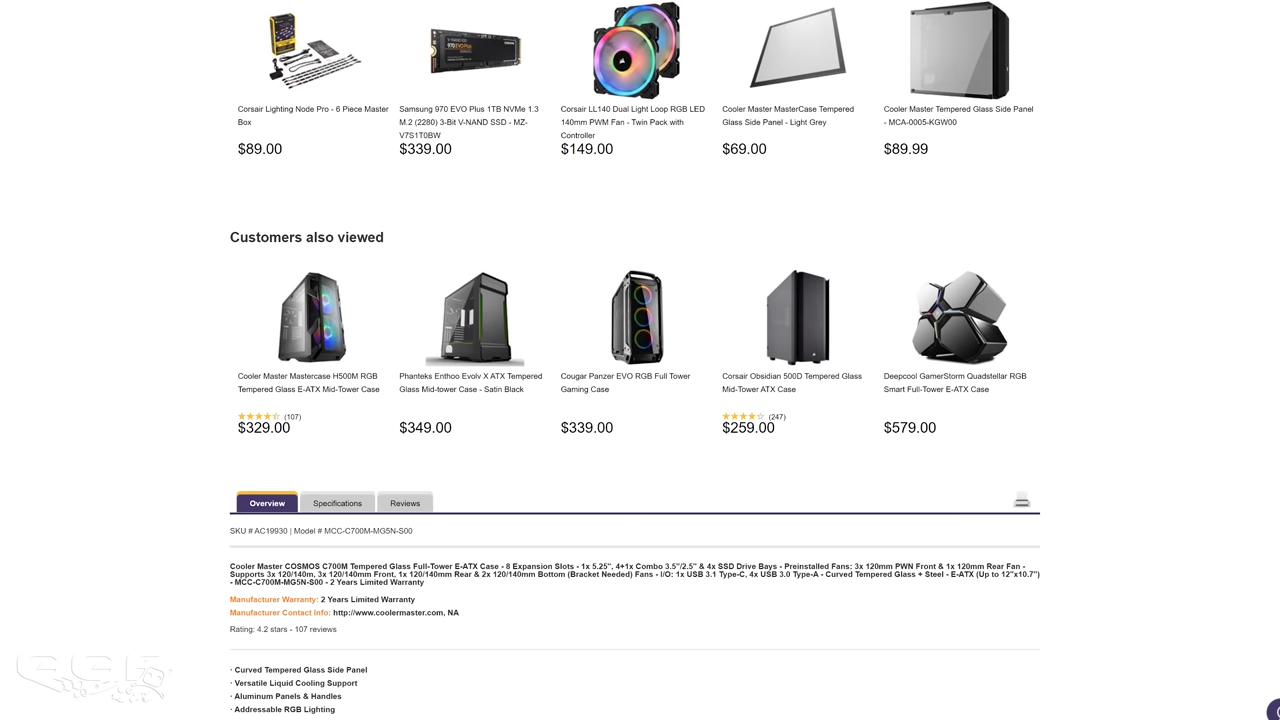 Corsair Lighting Node Pro - 6 Piece Master
Box
$89.00
Samsung 970 EVO Plus 1TB NVMe 1.3
M.2 (2280) 3-Bit V-NAND SSD - MZ-
V7S1T0BW
$339.00
Corsair LL140 Dual Light Loop RGB LED
140mm PWM Fan - Twin Pack with
Controller
$149.00
Cooler Master MasterCase Tempered
Glass Side Panel - Light Grey
$69.00
Cooler Master Tempered Glass Side Panel
- MCA-0005-KGW00
$89.99
Customers also viewed
Cooler Master Mastercase H500M RGB
Tempered Glass E-ATX Mid-Tower Case
(107)
$329.00
Phanteks Enthoo Evolv X ATX Tempered
Glass Mid-tower Case - Satin Black
$349.00
Cougar Panzer EVO RGB Full Tower
Gaming Case
$339.00
Corsair Obsidian 500D Tempered Glass
Mid-Tower ATX Case
(247)
$259.00
Deepcool GamerStorm Quadstellar RGB
Smart Full-Tower E-ATX Case
$579.00
Overview Specifications Reviews
SKU # AC19930 | Model # MCC-C700M-MG5N-S00
Cooler Master COSMOS C700M Tempered Glass Full-Tower E-ATX Case - 8 Expansion Slots - 1x 5.25", 4+1x Combo 3.5"/2.5" & 4x SSD Drive Bays - Preinstalled Fans: 3x 120mm PWN Front & 1x 120mm Rear Fan -
Supports 3x 120/140m, 3x 120/140mm Front, 1x 120/140mm Rear & 2x 120/140mm Bottom (Bracket Needed) Fans - I/O: 1x USB 3.1 Type-C, 4x USB 3.0 Type-A - Curved Tempered Glass + Steel - E-ATX (Up to 12"x10.7")
- MCC-C700M-MG5N-S00 - 2 Years Limited Warranty
Manufacturer Warranty: 2 Years Limited Warranty
Manufacturer Contact Info: http://www.coolermaster.com, NA
Rating: 4.2 stars - 107 reviews
· Curved Tempered Glass Side Panel
· Versatile Liquid Cooling Support
· Aluminum Panels & Handles
· Addressable RGB Lighting